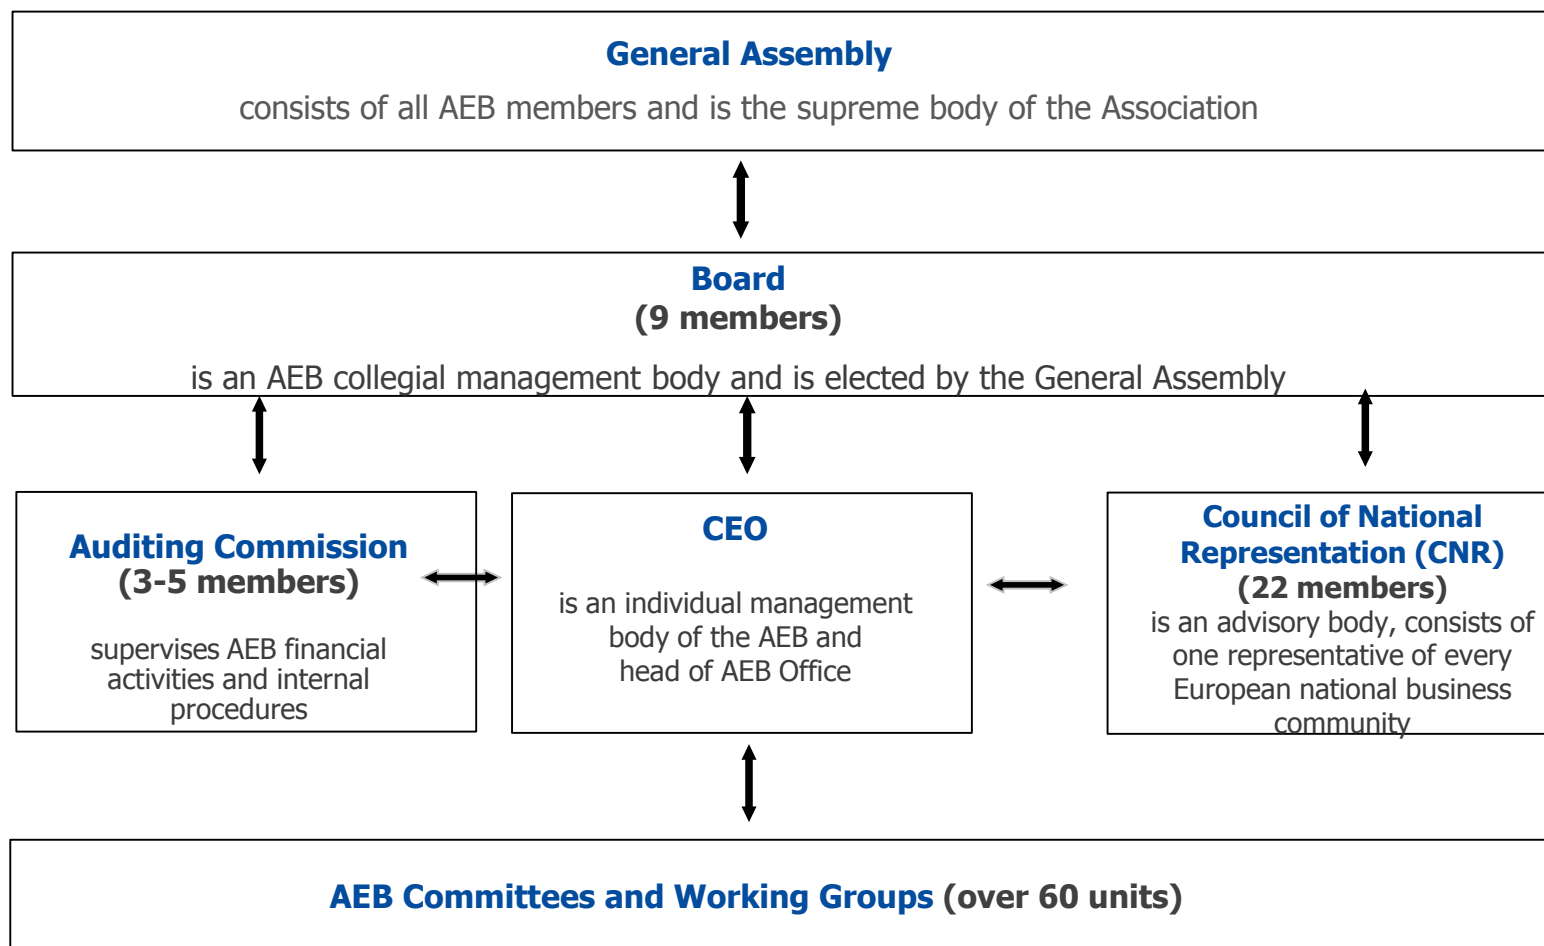 General Assembly
consists of all AEB members and is the supreme body of the Association
Board
(9 members)
is an AEB collegial management body and is elected by the General Assembly
Auditing Commission
(3-5 members)
supervises AEB financial
activities and internal
procedures
CEO
is an individual management
body of the AEB and
head of AEB Office
Council of National
Representation (CNR)
(22 members)
is an advisory body, consists of
one representative of every
European national business
community
AEB Committees and Working Groups (over 60 units)